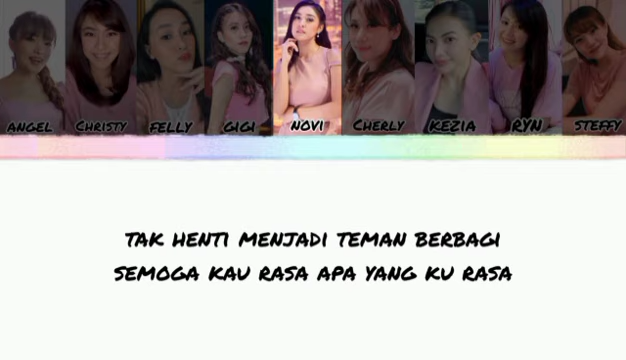 ANGEL CHRISTY FELLY GIGI NOVI CHERLY KEZIA RYN STEFFY
TAK HENTI MENJADI TEMAN BERBAGI
SEMOGA KAU RASA APA YANG KU RASA